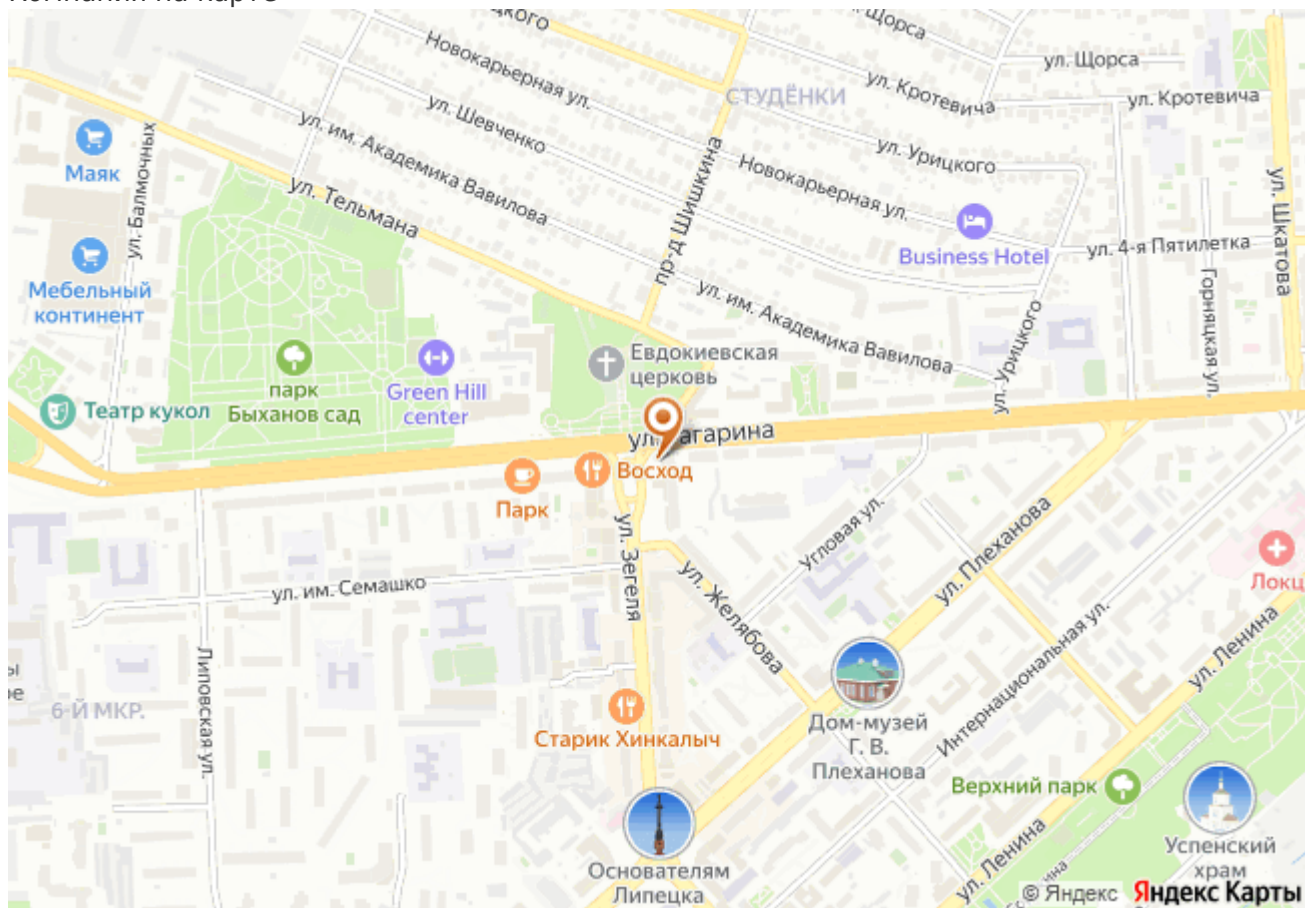 ул. Щорса
ул. Кротевича
ул. Кротевича
Новокарьерная ул.
СТУДЁНКИ
ул. Шевченко
ул. Урицкого
ул. им. Академика Вавилова
Новокарьерная ул.
Маяк
ул. Балмочных
ул. Тельмана
пр-д Шишкина
ул. Шкатова
Business Hotel
ул. 4-я Пятилетка
Мебельный
континент
ул. им. Академика Вавилова
ул. Урицкого
Горняцкая ул.
Евдокиевская
церковь
парк
Быханов сад
Green Hill
center
Театр кукол
Восход
Парк
ул. Зегеля
Угловая ул.
ул. Плеханова
ул. им. Семашко
ул. Желябова
Интернациональная ул.
ул. Ленина
Липовская ул.
6-Й МКР.
Старик Хинкалыч
Дом-музей
Г. В.
Плеханова
Верхний парк
Основателям
Липецка
Успенский
храм
ул. Ленина
© Яндекс Яндекс Карты